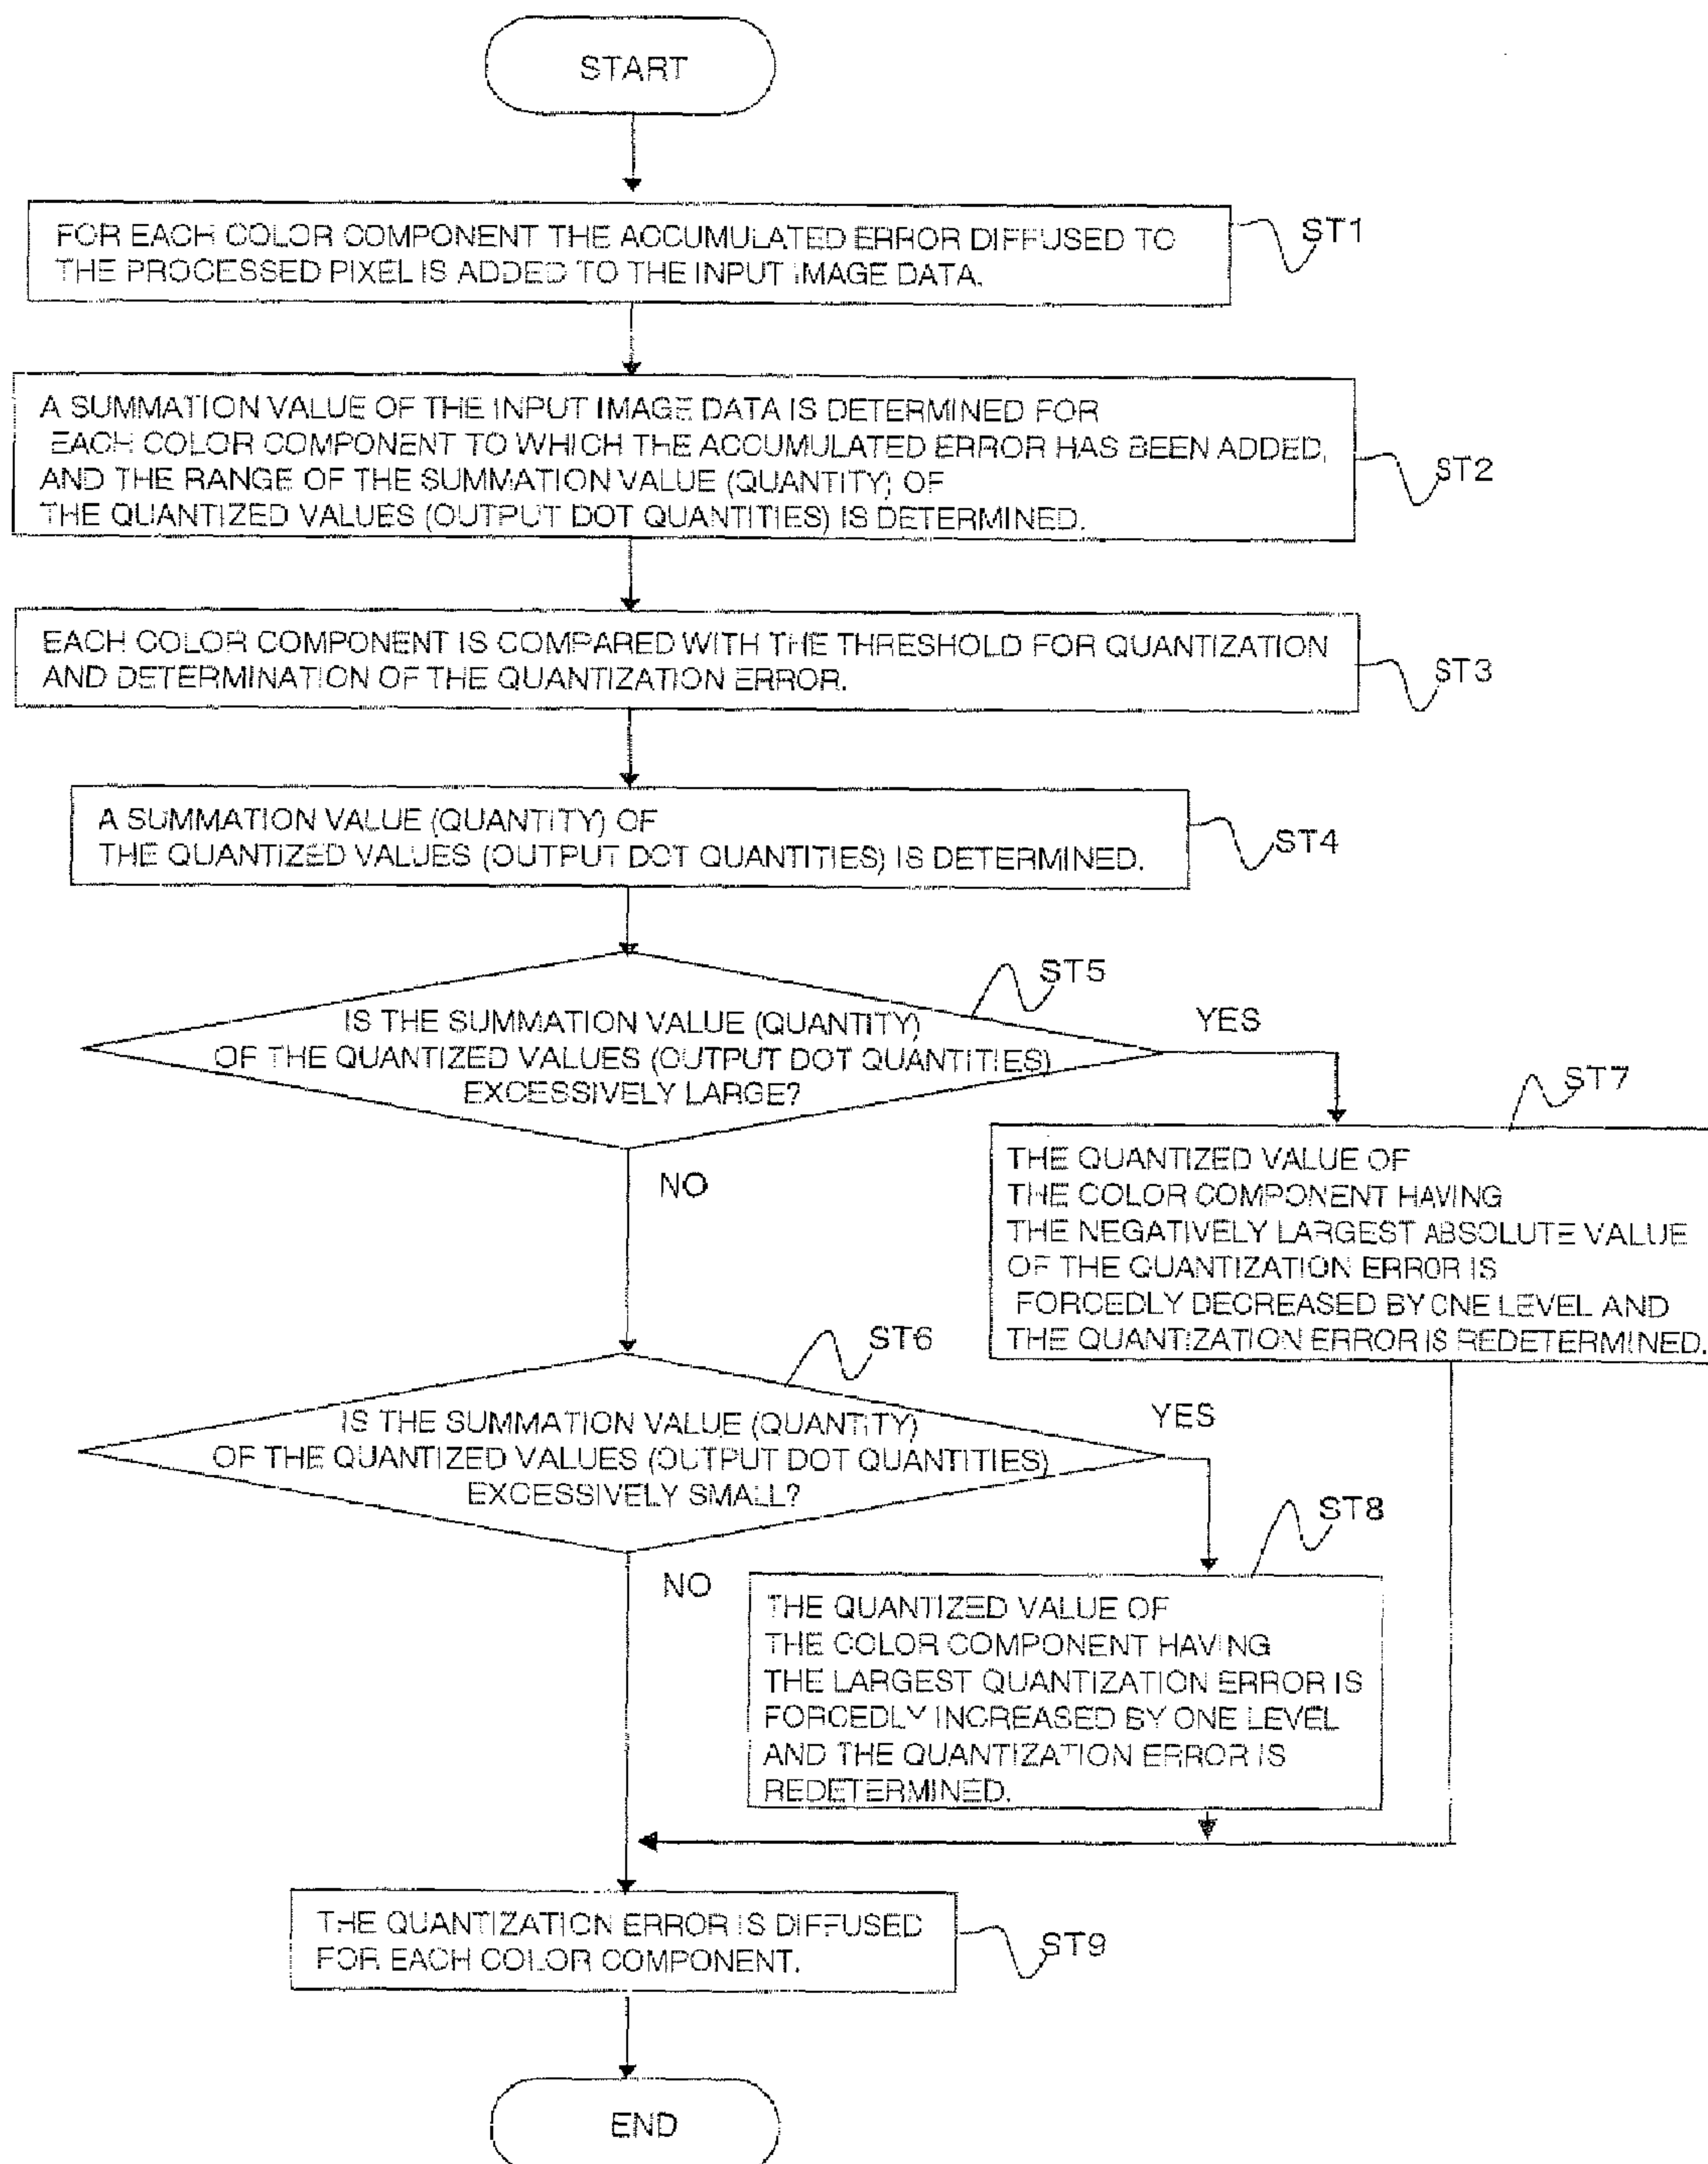 START
FOR EACH COLOR COMPONENT THE ACCUMULATED ERROR DIFFUSED TO
THE PROCESSED PIXEL IS ADDED TO THE INPUT IMAGE DATA.
ST1
A SUMMATION VALUE OF THE INPUT IMAGE DATA IS DETERMINED FOR
EACH COLOR COMPONENT TO WHICH THE ACCUMULATED ERROR HAS BEEN ADDED,
AND THE RANGE OF THE SUMMATION VALUE (QUANTITY) OF
THE QUANTIZED VALUES (OUTPUT DOT QUANTITIES) IS DETERMINED.
ST2
EACH COLOR COMPONENT IS COMPARED WITH THE THRESHOLD FOR QUANTIZATION
AND DETERMINATION OF THE QUANTIZATION ERROR.
ST3
A SUMMATION VALUE (QUANTITY) OF
THE QUANTIZED VALUES (OUTPUT DOT QUANTITIES) IS DETERMINED.
ST4
ST5
IS THE SUMMATION VALUE (QUANTITY)
OF THE QUANTIZED VALUES (OUTPUT DOT QUANTITIES)
EXCESSIVELY LARGE?
YES
NO
ST7
THE QUANTIZED VALUE OF
THE COLOR COMPONENT HAVING
THE NEGATIVELY LARGEST ABSOLUTE VALUE
OF THE QUANTIZATION ERROR IS
FORCEDLY DECREASED BY ONE LEVEL AND
THE QUANTIZATION ERROR IS REDETERMINED.
ST6
IS THE SUMMATION VALUE (QUANTITY)
OF THE QUANTIZED VALUES (OUTPUT DOT QUANTITIES)
EXCESSIVELY SMALL?
YES
NO
ST8
THE QUANTIZED VALUE OF
THE COLOR COMPONENT HAVING
THE LARGEST QUANTIZATION ERROR IS
FORCEDLY INCREASED BY ONE LEVEL
AND THE QUANTIZATION ERROR IS
REDETERMINED.
THE QUANTIZATION ERROR IS DIFFUSED
FOR EACH COLOR COMPONENT.
ST9
END